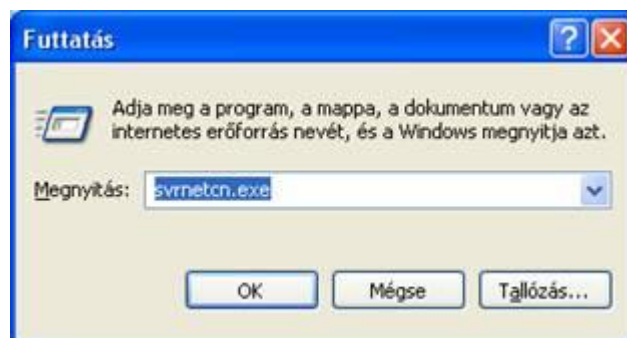 Futtatás
Adja meg a program, a mappa, a dokumentum vagy az
internetes erőforrás nevét, és a Windows megnyitja azt.
Megnyitás: svrnetcn.exe
OK Mégse Tallózás...